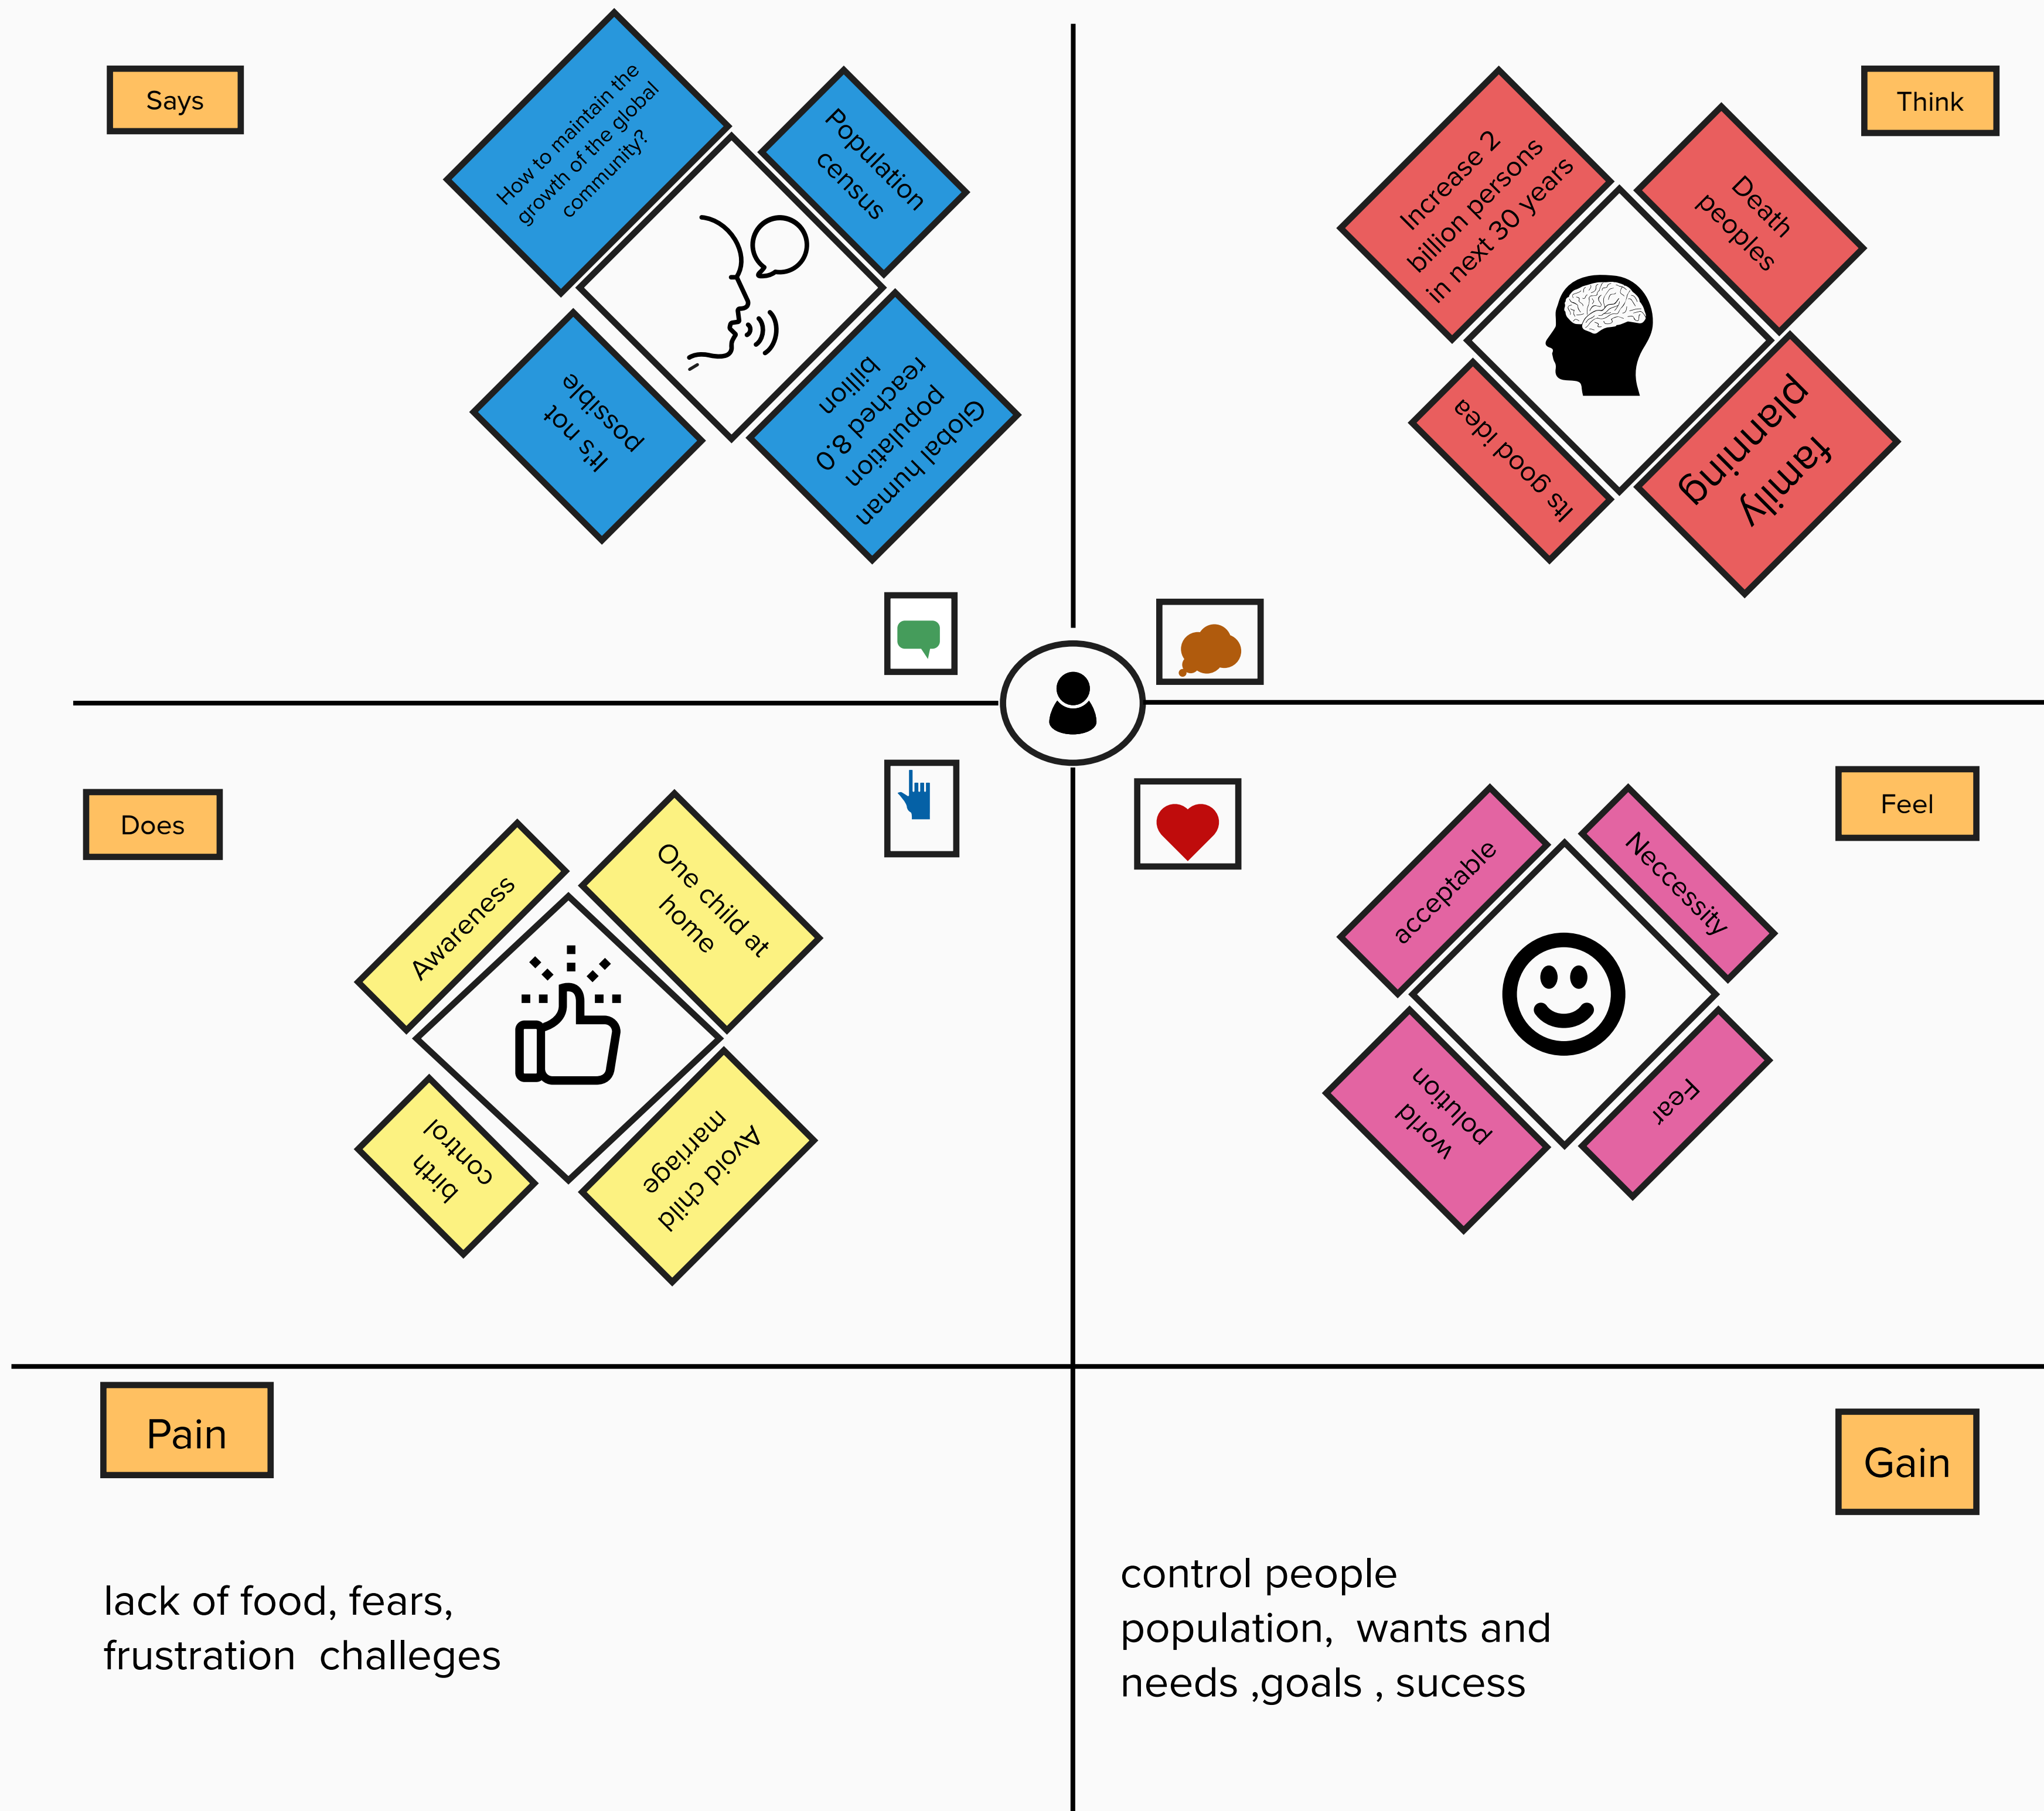 Says
How to maintain the
growth of the global
community?
Population
census
It's not
possible
Global human
population
reached 8.0
billion
Think
Increase 2
billion persons
in next 30 years
Death
peoples
Its good idea
family
planing
Does
Awareness
One child at
home
birth
control
Avoid child
marriage
Feel
acceptable
Neccessity
world
polution
Fear
Pain
lack of food, fears,
frustration  challeges
Gain
control people
population,  wants and
needs ,goals , sucess